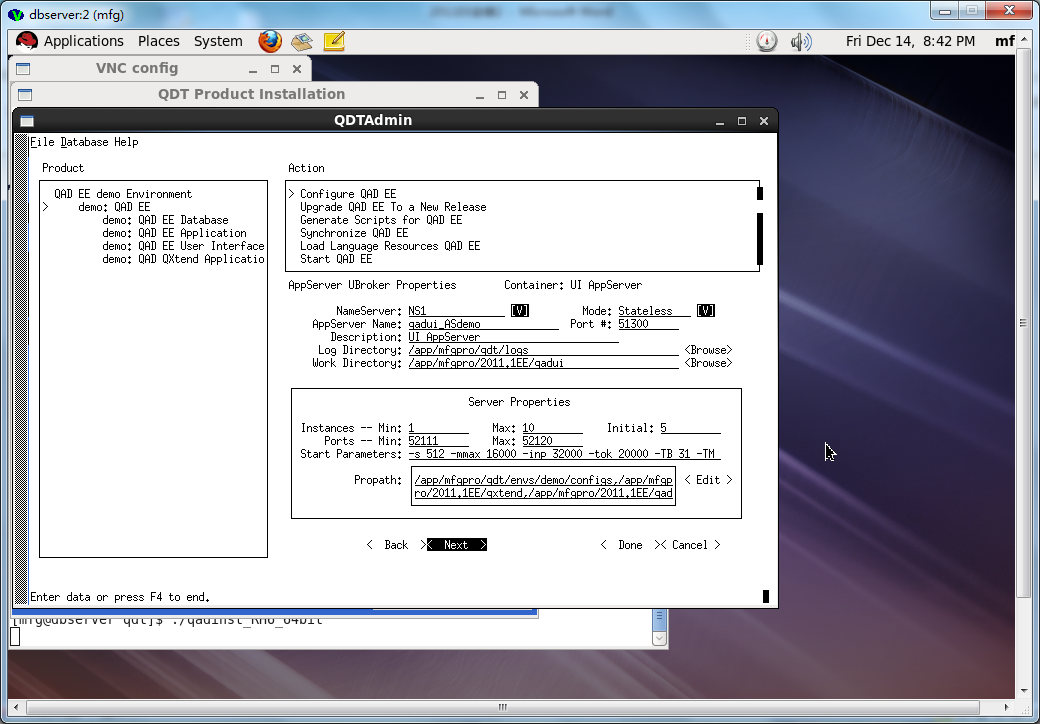 dbserver:2 (mfg)
Applications Places System Fri Dec 14, 8:42 PM mf
VNC config
QDT Product Installation
QDTAdmin
File Database Help
Product Action
QAD EE demo Environment
> demo: QAD EE
demo: QAD EE Database
demo: QAD EE Application
demo: QAD EE User Interface
demo: QAD QXtend Applicatio
> Configure QAD EE
Upgrade QAD EE To a New Release
Generate Scripts for QAD EE
Synchronize QAD EE
Load Language Resources QAD EE
Start QAD EE
AppServer UBroker Properties Container: UI AppServer
NameServer: NS1 [V] Mode: Stateless [V]
AppServer Name: qadui_ASdemo Port #: 51300
Description: UI AppServer
Log Directory: /app/mfgpro/qdt/logs <Browse>
Work Directory: /app/mfgpro/2011.1EE/qadui <Browse>
Server Properties
Instances -- Min: 1 Max: 10 Initial: 5
Ports -- Min: 52111 Max: 52120
Start Parameters: -s 512 -mmax 16000 -inp 32000 -tok 20000 -TB 31 -TM
Propath: /app/mfgpro/qdt/envs/demo/configs,/app/mfgp < Edit >
ro/2011.1EE/qxtend,/app/mfgpro/2011.1EE/qad
< Back >< Next > < Done >< Cancel >
Enter data or press F4 to end.
[mfg@dbserver qdt]$ ./qadinst_RH6_64bit